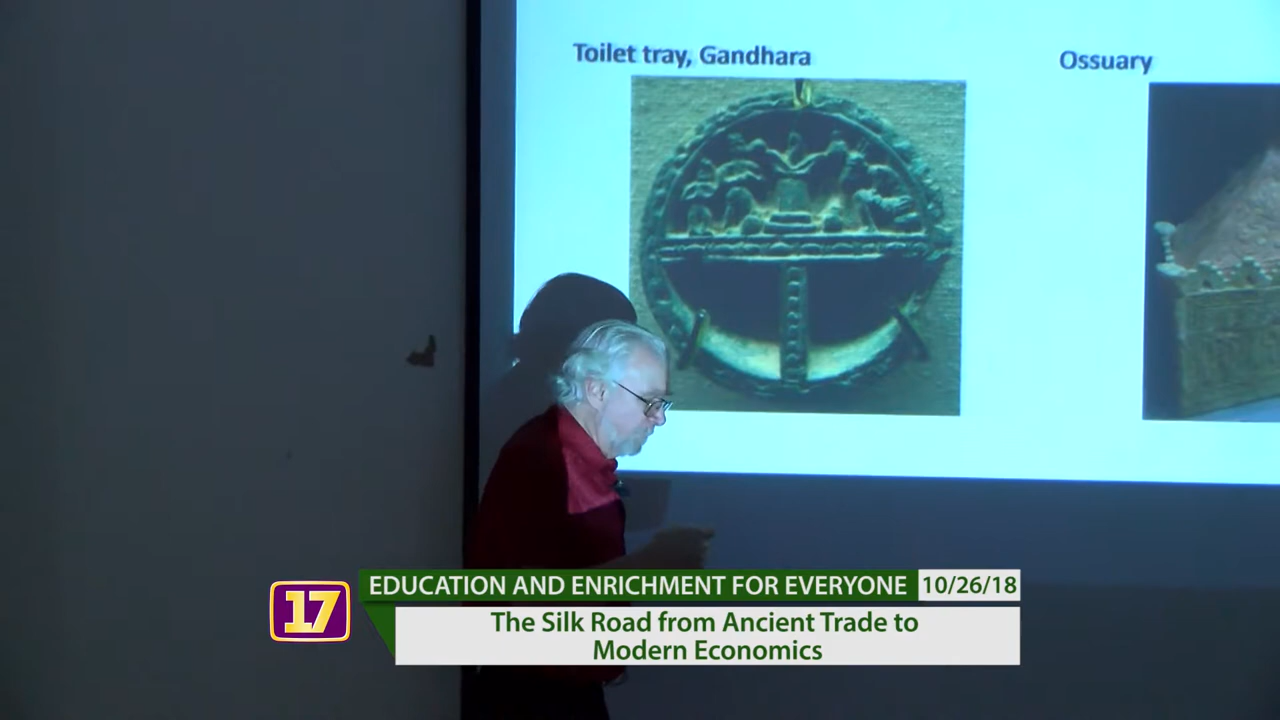 Toilet tray, Gandhara
Ossuary
17
EDUCATION AND ENRICHMENT FOR EVERYONE
10/26/18
The Silk Road from Ancient Trade to
Modern Economics